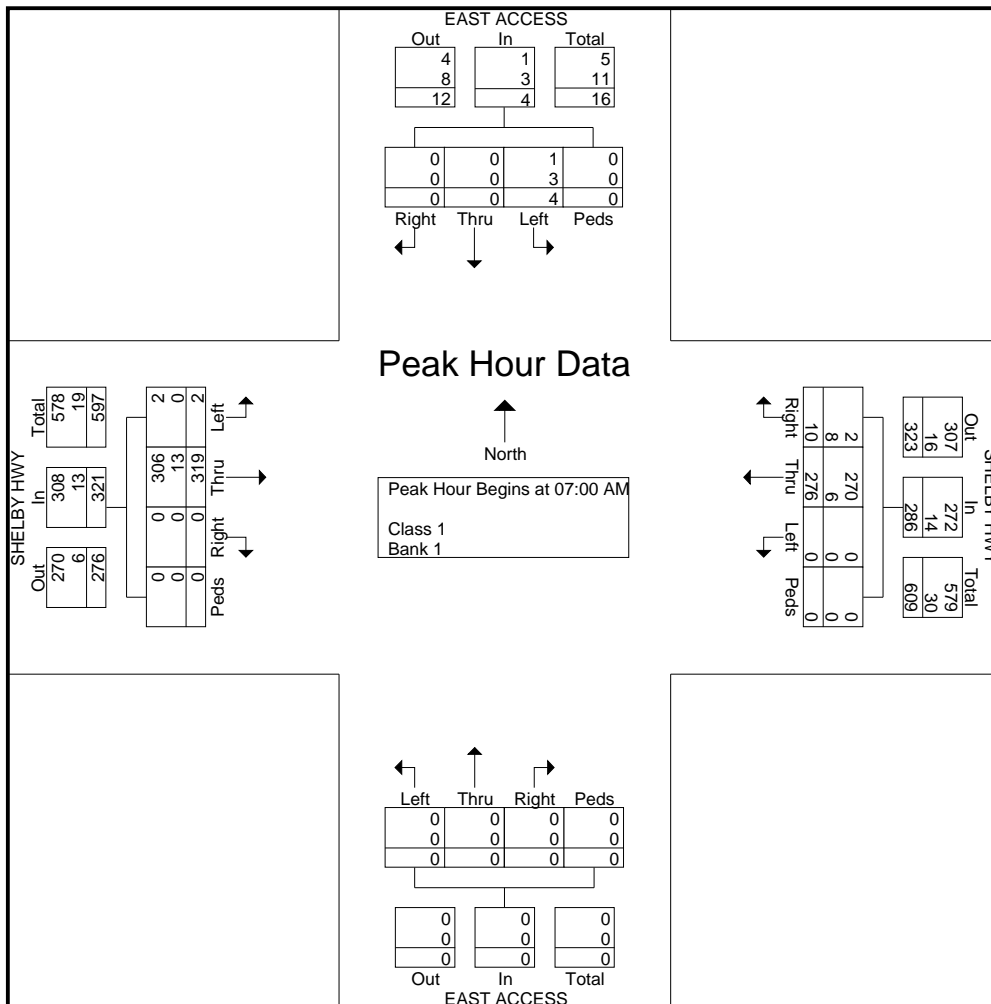 EAST ACCESS
Out In Total
4 1 5
8 3 11
12 4 16
0 0 1 0
0 0 3 0
0 0 4 0
Right Thru Left Peds
Peak Hour Data
North
Peak Hour Begins at 07:00 AM
Class 1
Bank 1
SHELBY HWY
Total In Out
578 308 270
19 13 6
597 321 276
2 306 0 0
0 13 0 0
2 319 0 0
Left Thru Right Peds
SHELBY HWY
Out In Total
307 272 579
16 14 30
323 286 609
2 270 0 0
8 6 0 0
10 276 0 0
Right Thru Left Peds
Left Thru Right Peds
0 0 0 0
0 0 0 0
0 0 0 0
0 0 0
0 0 0
0 0 0
Out In Total
EAST ACCESS